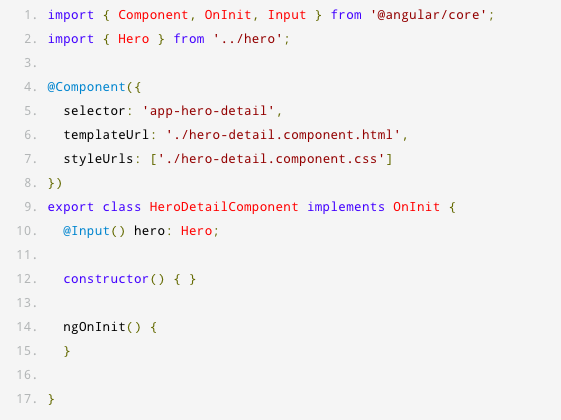 1. import { Component, OnInit, Input } from '@angular/core';
2. import { Hero } from '../hero';
3.
4. @Component({
5.   selector: 'app-hero-detail',
6.   templateUrl: './hero-detail.component.html',
7.   styleUrls: ['./hero-detail.component.css']
8. })
9. export class HeroDetailComponent implements OnInit {
10.   @Input() hero: Hero;
11.
12.   constructor() { }
13.
14.   ngOnInit() {
15.   }
16.
17. }